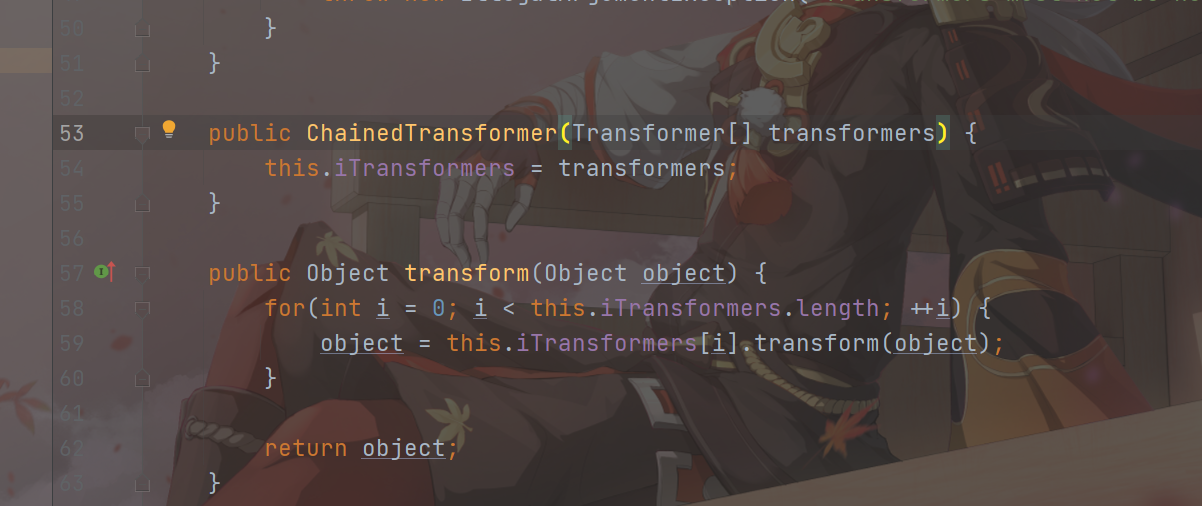 50 }
51 }
52
53 public ChainedTransformer(Transformer[] transformers) {
54 this.iTransformers = transformers;
55 }
56
57 public Object transform(Object object) {
58 for(int i = 0; i < this.iTransformers.length; ++i) {
59 object = this.iTransformers[i].transform(object);
60 }
61
62 return object;
63 }